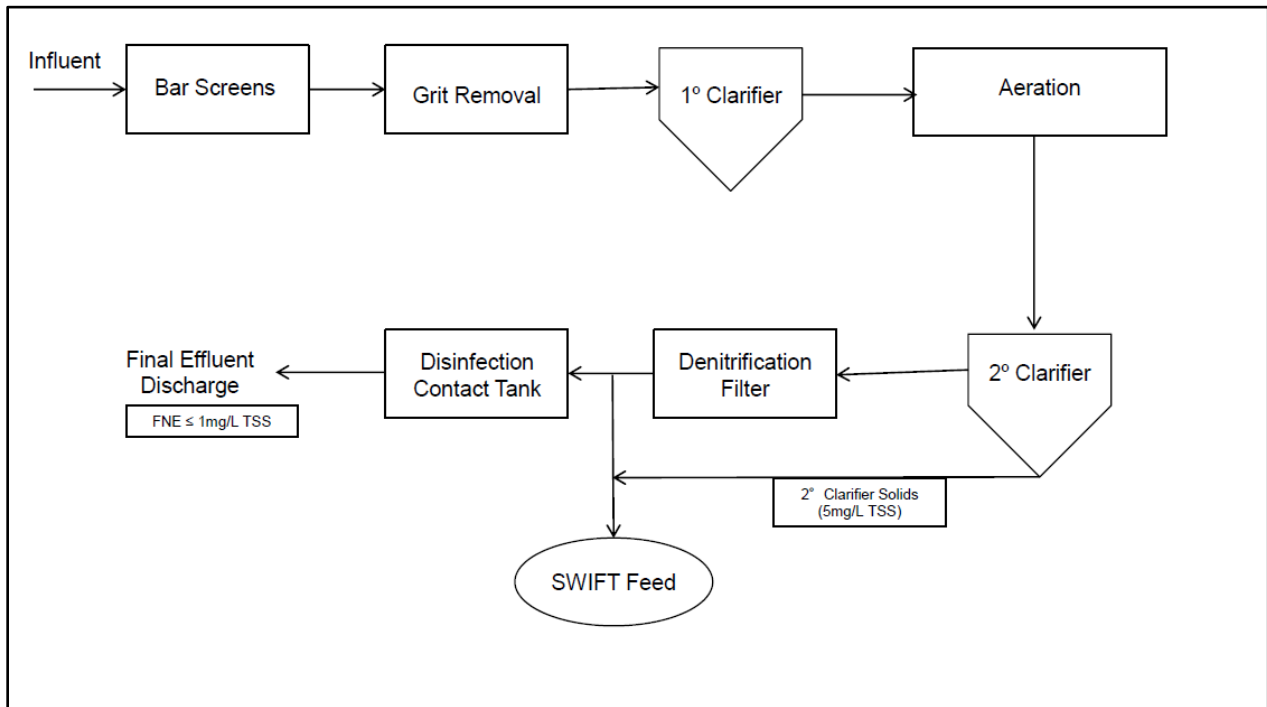 Influent
Bar Screens
Grit Removal
1º Clarifier
Aeration
Final Effluent
Discharge
FNE ≤ 1mg/L TSS
Disinfection
Contact Tank
Denitrification
Filter
2º Clarifier
2° Clarifier Solids
(5mg/L TSS)
SWIFT Feed